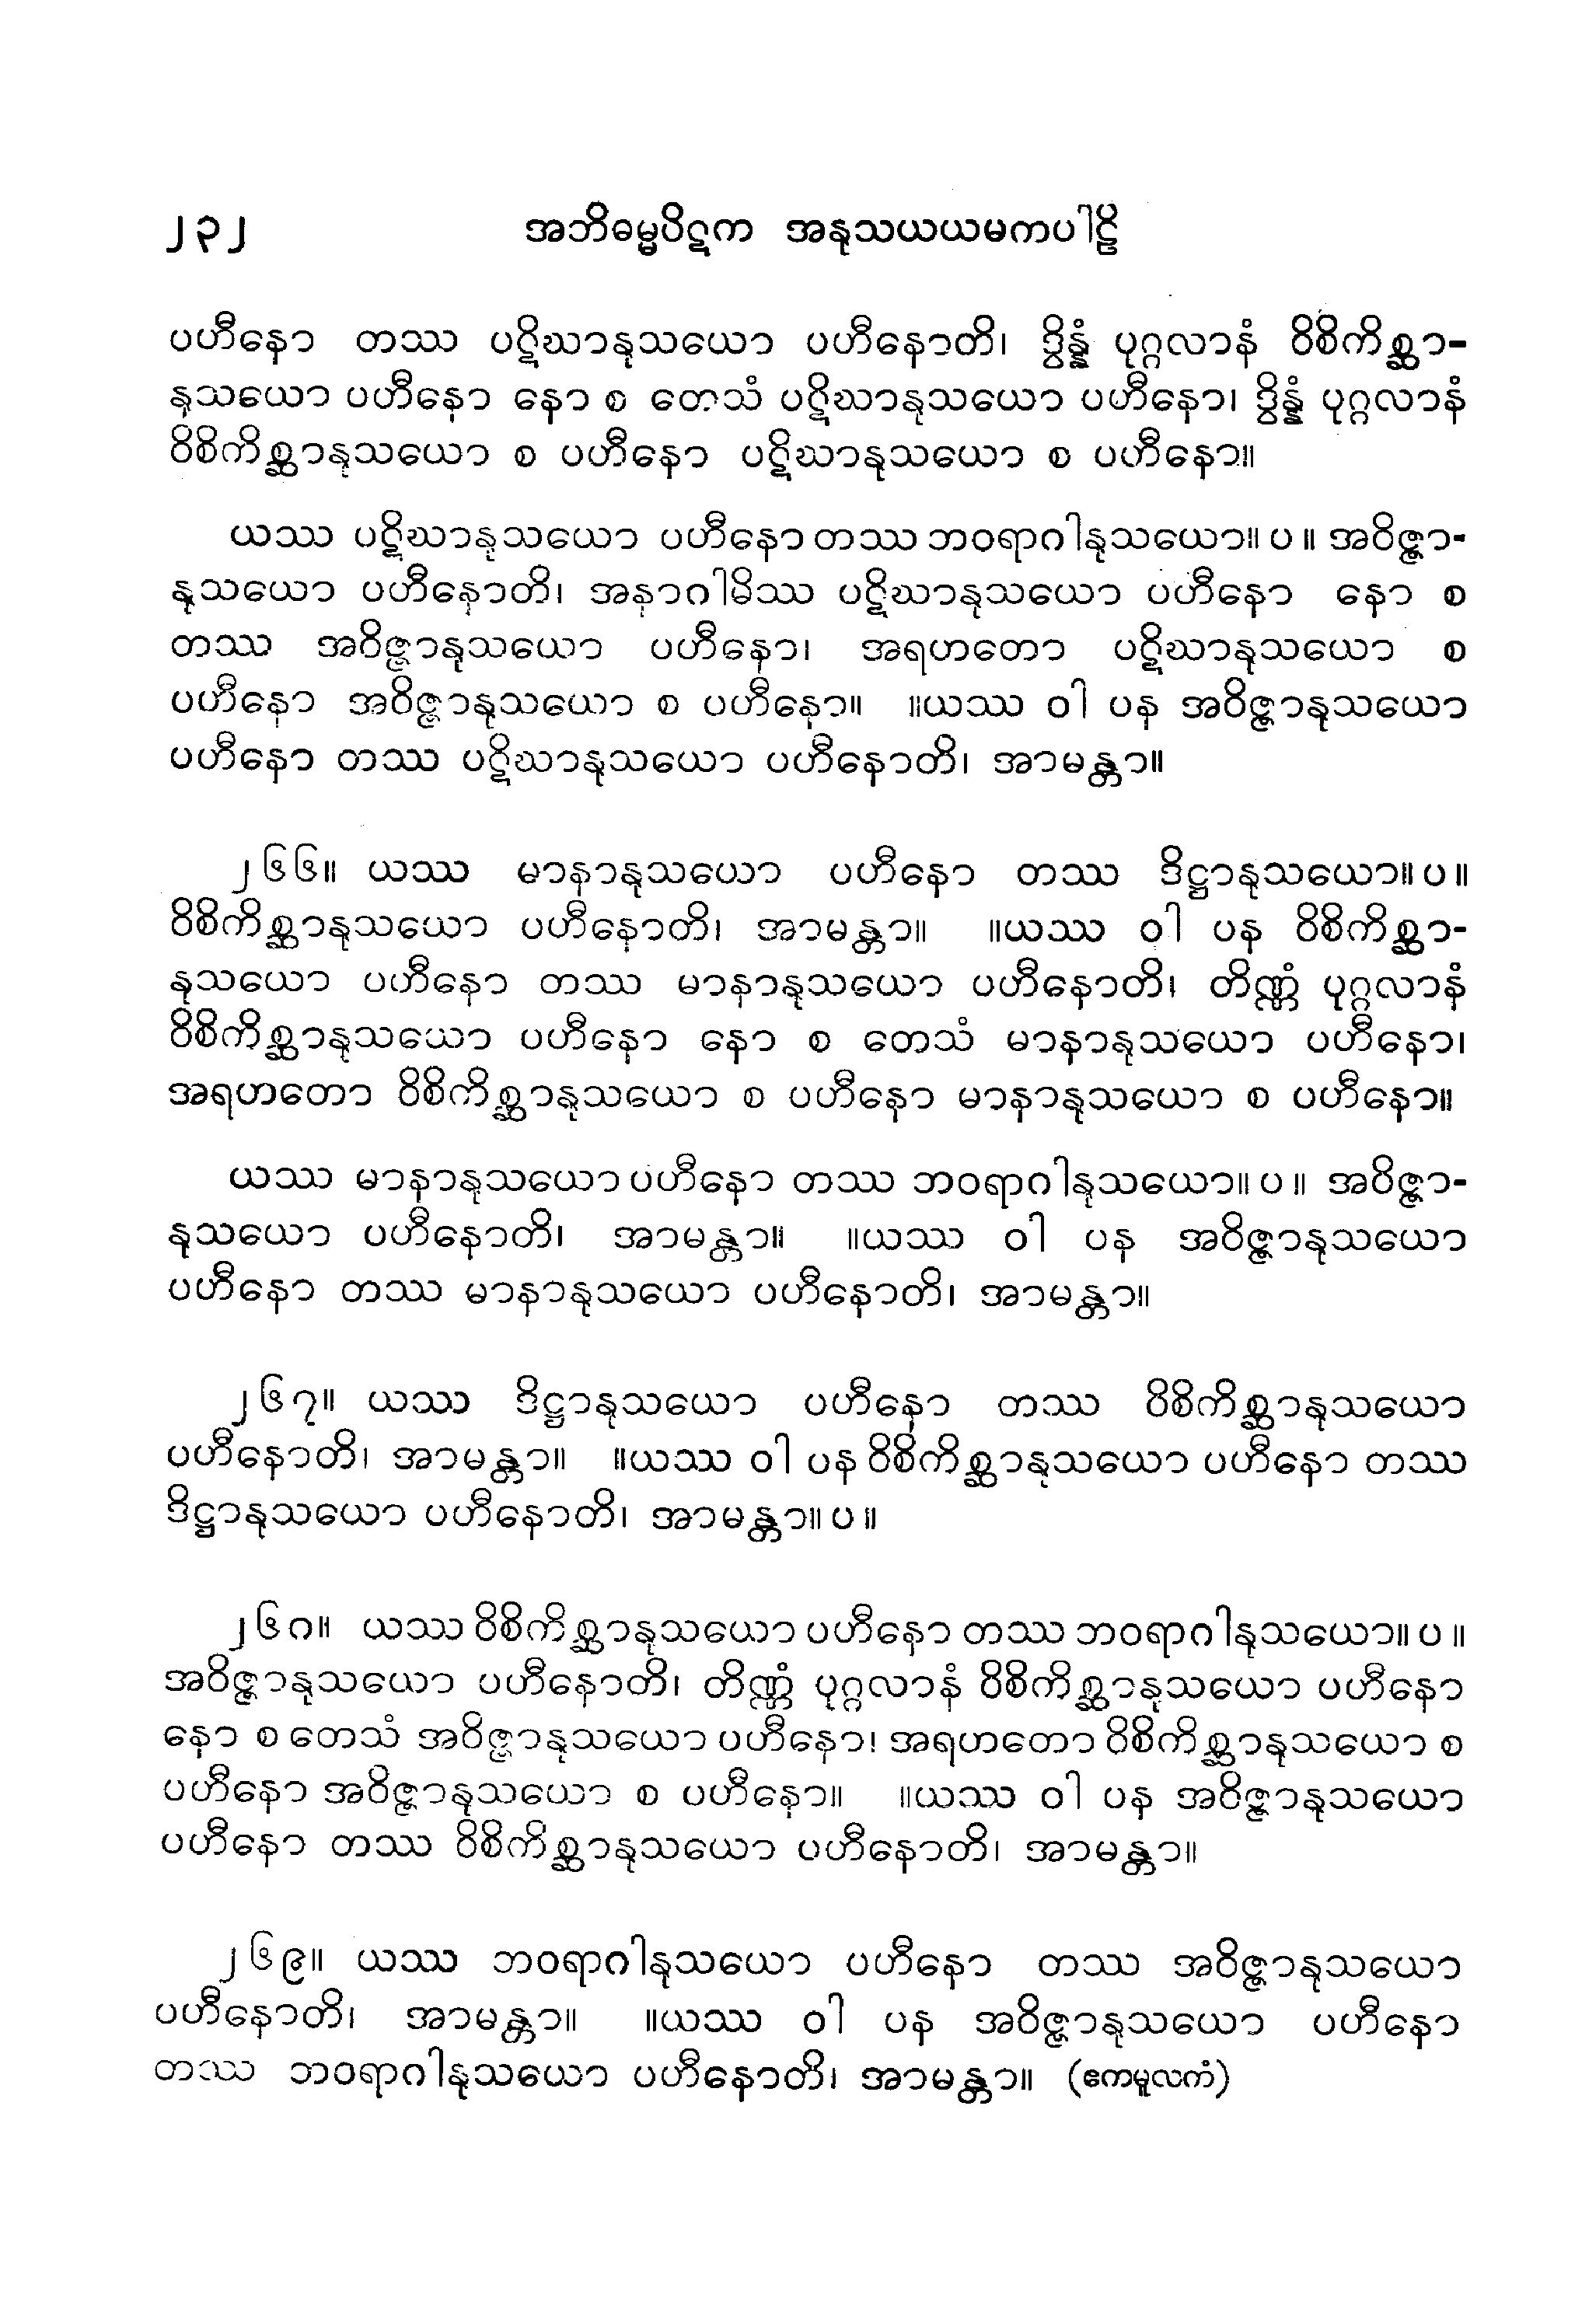 ၂၃၂ အဘိဓမ္မပိဋက အနုသယယမကပါဠိ
ပဟီနော တဿ ပဋိဃာနုသယော ပဟီနောတိ၊ ဒွိန္နံ ပုဂ္ဂလာနံ ဝိစိကိစ္ဆာ-
နုသယော ပဟီနော နော စ တေသံ ပဋိဃာနုသယော ပဟီနော၊ ဒွိန္နံ ပုဂ္ဂလာနံ
ဝိစိကိစ္ဆာနုသယော စ ပဟီနော ပဋိဃာနုသယော စ ပဟီနော။
ယဿ ပဋိဃာနုသယော ပဟီနော တဿ ဘဝရာဂါနုသယော။ ပ ။ အဝိဇ္ဇာ-
နုသယော ပဟီနောတိ၊ အနာဂါမိဿ ပဋိဃာနုသယော ပဟီနော နော စ
တဿ အဝိဇ္ဇာနုသယော ပဟီနော၊ အရဟတော ပဋိဃာနုသယော စ
ပဟီနော အဝိဇ္ဇာနုသယော စ ပဟီနော။ ။ယဿ ဝါ ပန အဝိဇ္ဇာနုသယော
ပဟီနော တဿ ပဋိဃာနုသယော ပဟီနောတိ၊ အာမန္တာ။
၂၆၆။ ယဿ မာနာနုသယော ပဟီနော တဿ ဒိဋ္ဌာနုသယော။ ပ ။
ဝိစိကိစ္ဆာနုသယော ပဟီနောတိ၊ အာမန္တာ။ ။ယဿ ဝါ ပန ဝိစိကိစ္ဆာ-
နုသယော ပဟီနော တဿ မာနာနုသယော ပဟီနောတိ၊ တိဏ္ဏံ ပုဂ္ဂလာနံ
ဝိစိကိစ္ဆာနုသယော ပဟီနော နော စ တေသံ မာနာနုသယော ပဟီနော၊
အရဟတော ဝိစိကိစ္ဆာနုသယော စ ပဟီနော မာနာနုသယော စ ပဟီနော။
ယဿ မာနာနုသယော ပဟီနော တဿ ဘဝရာဂါနုသယော။ ပ ။ အဝိဇ္ဇာ-
နုသယော ပဟီနောတိ၊ အာမန္တာ။ ။ယဿ ဝါ ပန အဝိဇ္ဇာနုသယော
ပဟီနော တဿ မာနာနုသယော ပဟီနောတိ၊ အာမန္တာ။
၂၆၇။ ယဿ ဒိဋ္ဌာနုသယော ပဟီနော တဿ ဝိစိကိစ္ဆာနုသယော
ပဟီနောတိ၊ အာမန္တာ။ ။ယဿ ဝါ ပန ဝိစိကိစ္ဆာနုသယော ပဟီနော တဿ
ဒိဋ္ဌာနုသယော ပဟီနောတိ၊ အာမန္တာ။ ပ ။
၂၆၈။ ယဿ ဝိစိကိစ္ဆာနုသယော ပဟီနော တဿ ဘဝရာဂါနုသယော။ ပ ။
အဝိဇ္ဇာနုသယော ပဟီနောတိ၊ တိဏ္ဏံ ပုဂ္ဂလာနံ ဝိစိကိစ္ဆာနုသယော ပဟီနော
နော စ တေသံ အဝိဇ္ဇာနုသယော ပဟီနော၊ အရဟတော ဝိစိကိစ္ဆာနုသယော စ
ပဟီနော အဝိဇ္ဇာနုသယော စ ပဟီနော။ ။ယဿ ဝါ ပန အဝိဇ္ဇာနုသယော
ပဟီနော တဿ ဝိစိကိစ္ဆာနုသယော ပဟီနောတိ၊ အာမန္တာ။
၂၆၉။ ယဿ ဘဝရာဂါနုသယော ပဟီနော တဿ အဝိဇ္ဇာနုသယော
ပဟီနောတိ၊ အာမန္တာ။ ။ယဿ ဝါ ပန အဝိဇ္ဇာနုသယော ပဟီနော
တဿ ဘဝရာဂါနုသယော ပဟီနောတိ၊ အာမန္တာ။ (ဧကမူလကံ)